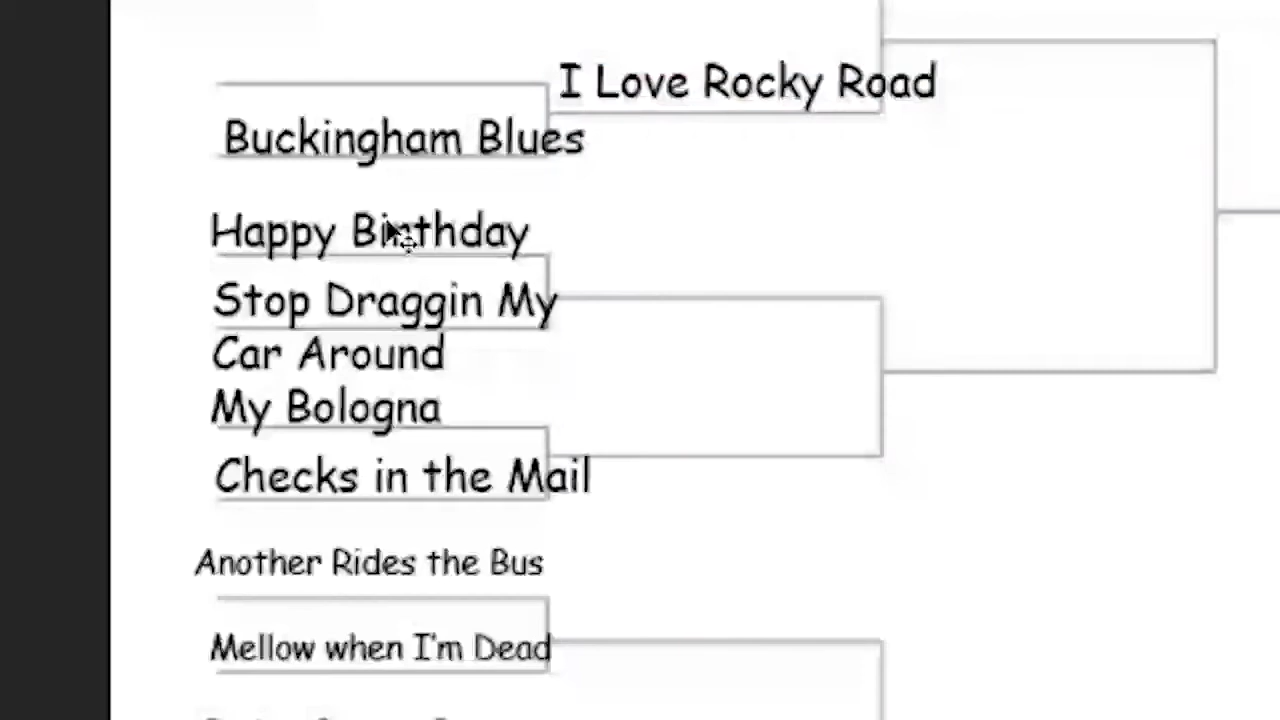 I Love Rocky Road
Buckingham Blues
Happy Birthday
Stop Draggin My
Car Around
My Bologna
Checks in the Mail
Another Rides the Bus
Mellow when I'm Dead